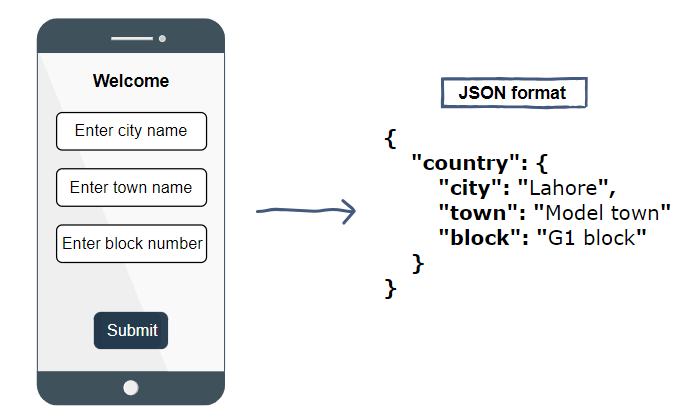 Welcome
Enter city name
Enter town name
Enter block number
Submit
JSON format
{
"country": {
"city": "Lahore",
"town": "Model town"
"block": "G1 block"
}
}